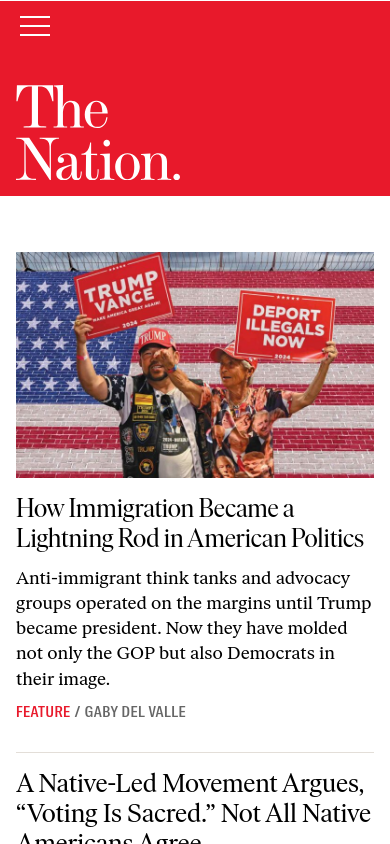 The
Nation.
TRUMP
VANCE
MAKE AMERICA GREAT AGAIN!
2024
DEPORT
ILLEGALS
NOW
2024
TRUMP
TRUMP
How Immigration Became a
Lightning Rod in American Politics
Anti-immigrant think tanks and advocacy
groups operated on the margins until Trump
became president. Now they have molded
not only the GOP but also Democrats in
their image.
FEATURE / GABY DEL VALLE
A Native-Led Movement Argues,
“Voting Is Sacred.” Not All Native
Americans Agree